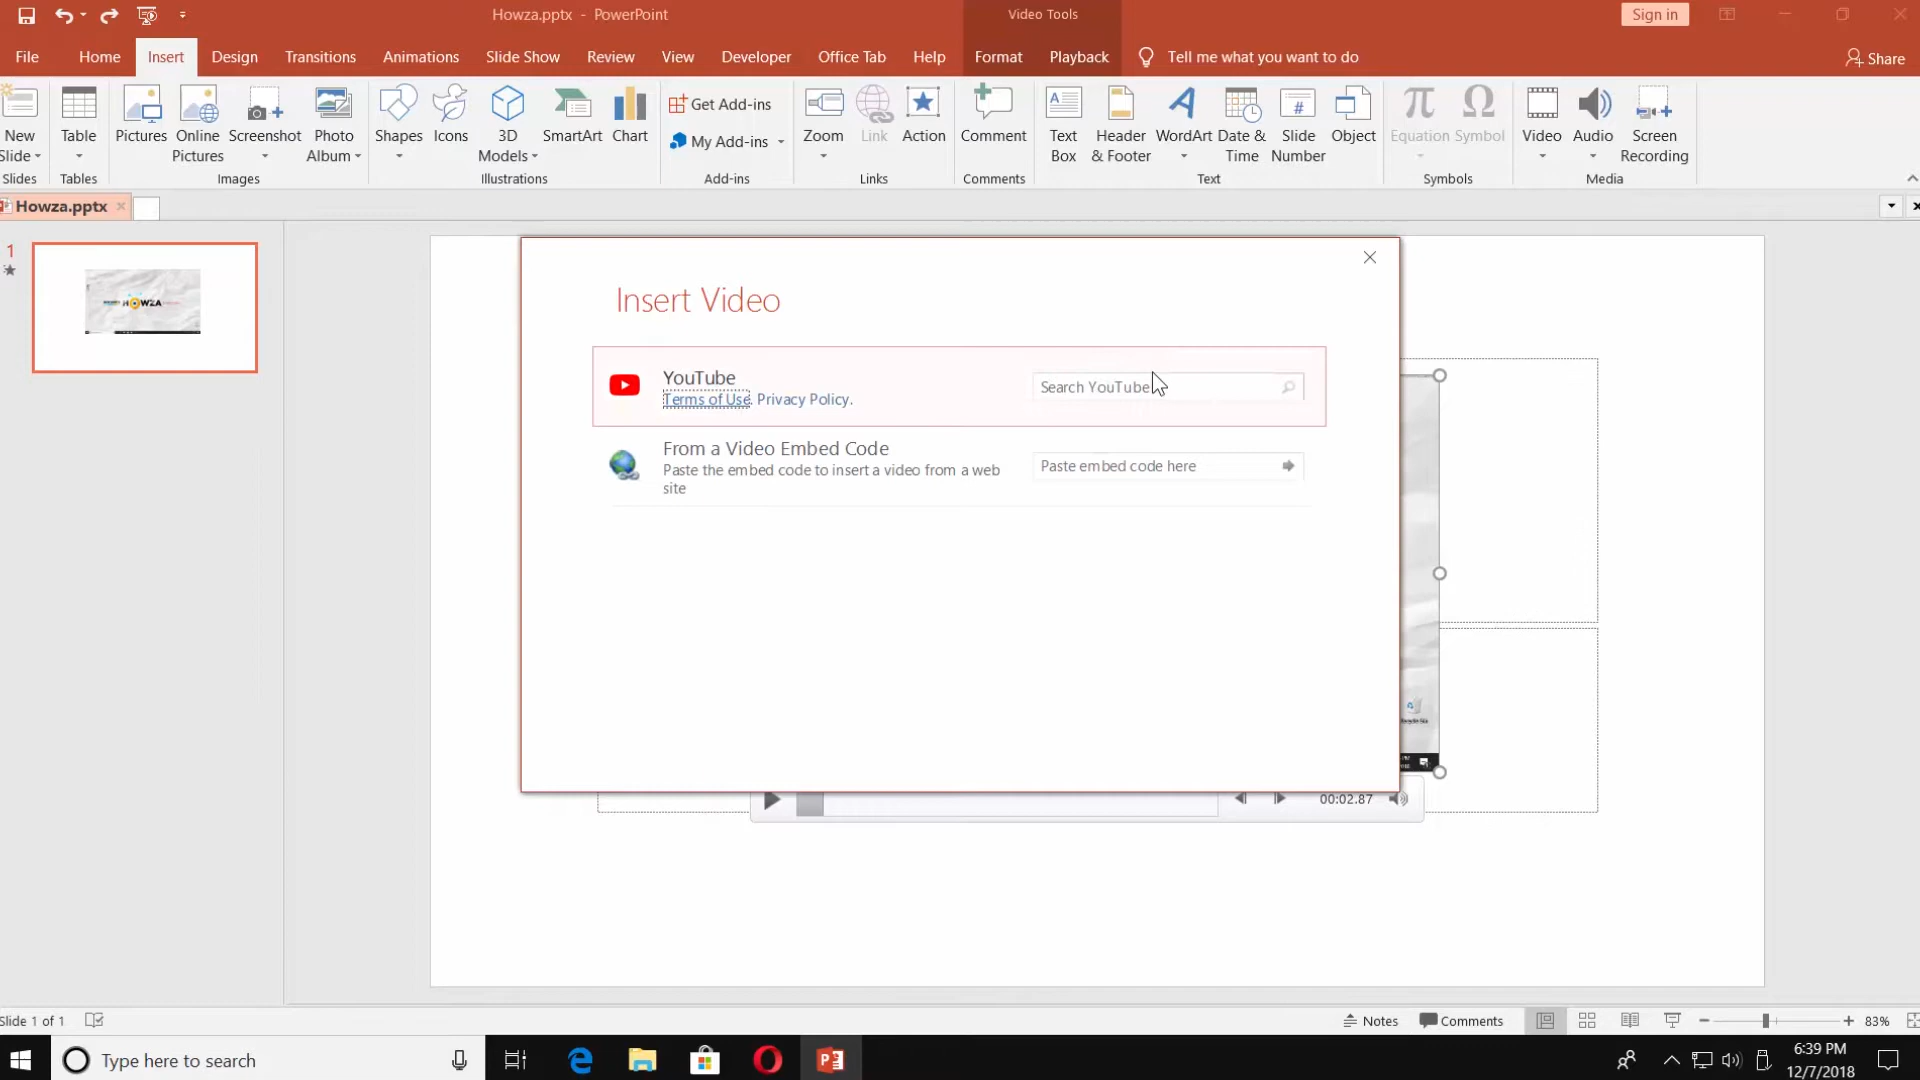 Howza.pptx - PowerPoint
Video Tools
Sign in
File
Home
Insert
Design
Transitions
Animations
Slide Show
Review
View
Developer
Office Tab
Help
Format
Playback
Tell me what you want to do
Share
New
Slide
Table
Pictures
Online
Pictures
Screenshot
Photo
Album
Shapes
Icons
3D
Models
SmartArt
Chart
Get Add-ins
My Add-ins
Zoom
Link
Action
Comment
Text
Box
Header
& Footer
WordArt
Date &
Time
Slide
Number
Object
Equation
Symbol
Video
Audio
Screen
Recording
Slides
Tables
Images
Illustrations
Add-ins
Links
Comments
Text
Symbols
Media
Howza.pptx
1
HOWZA
Insert Video
YouTube
Terms of Use. Privacy Policy.
Search YouTube
From a Video Embed Code
Paste the embed code to insert a video from a web
site
Paste embed code here
00:02.87
Slide 1 of 1
Notes
Comments
83%
Type here to search
6:39 PM
12/7/2018